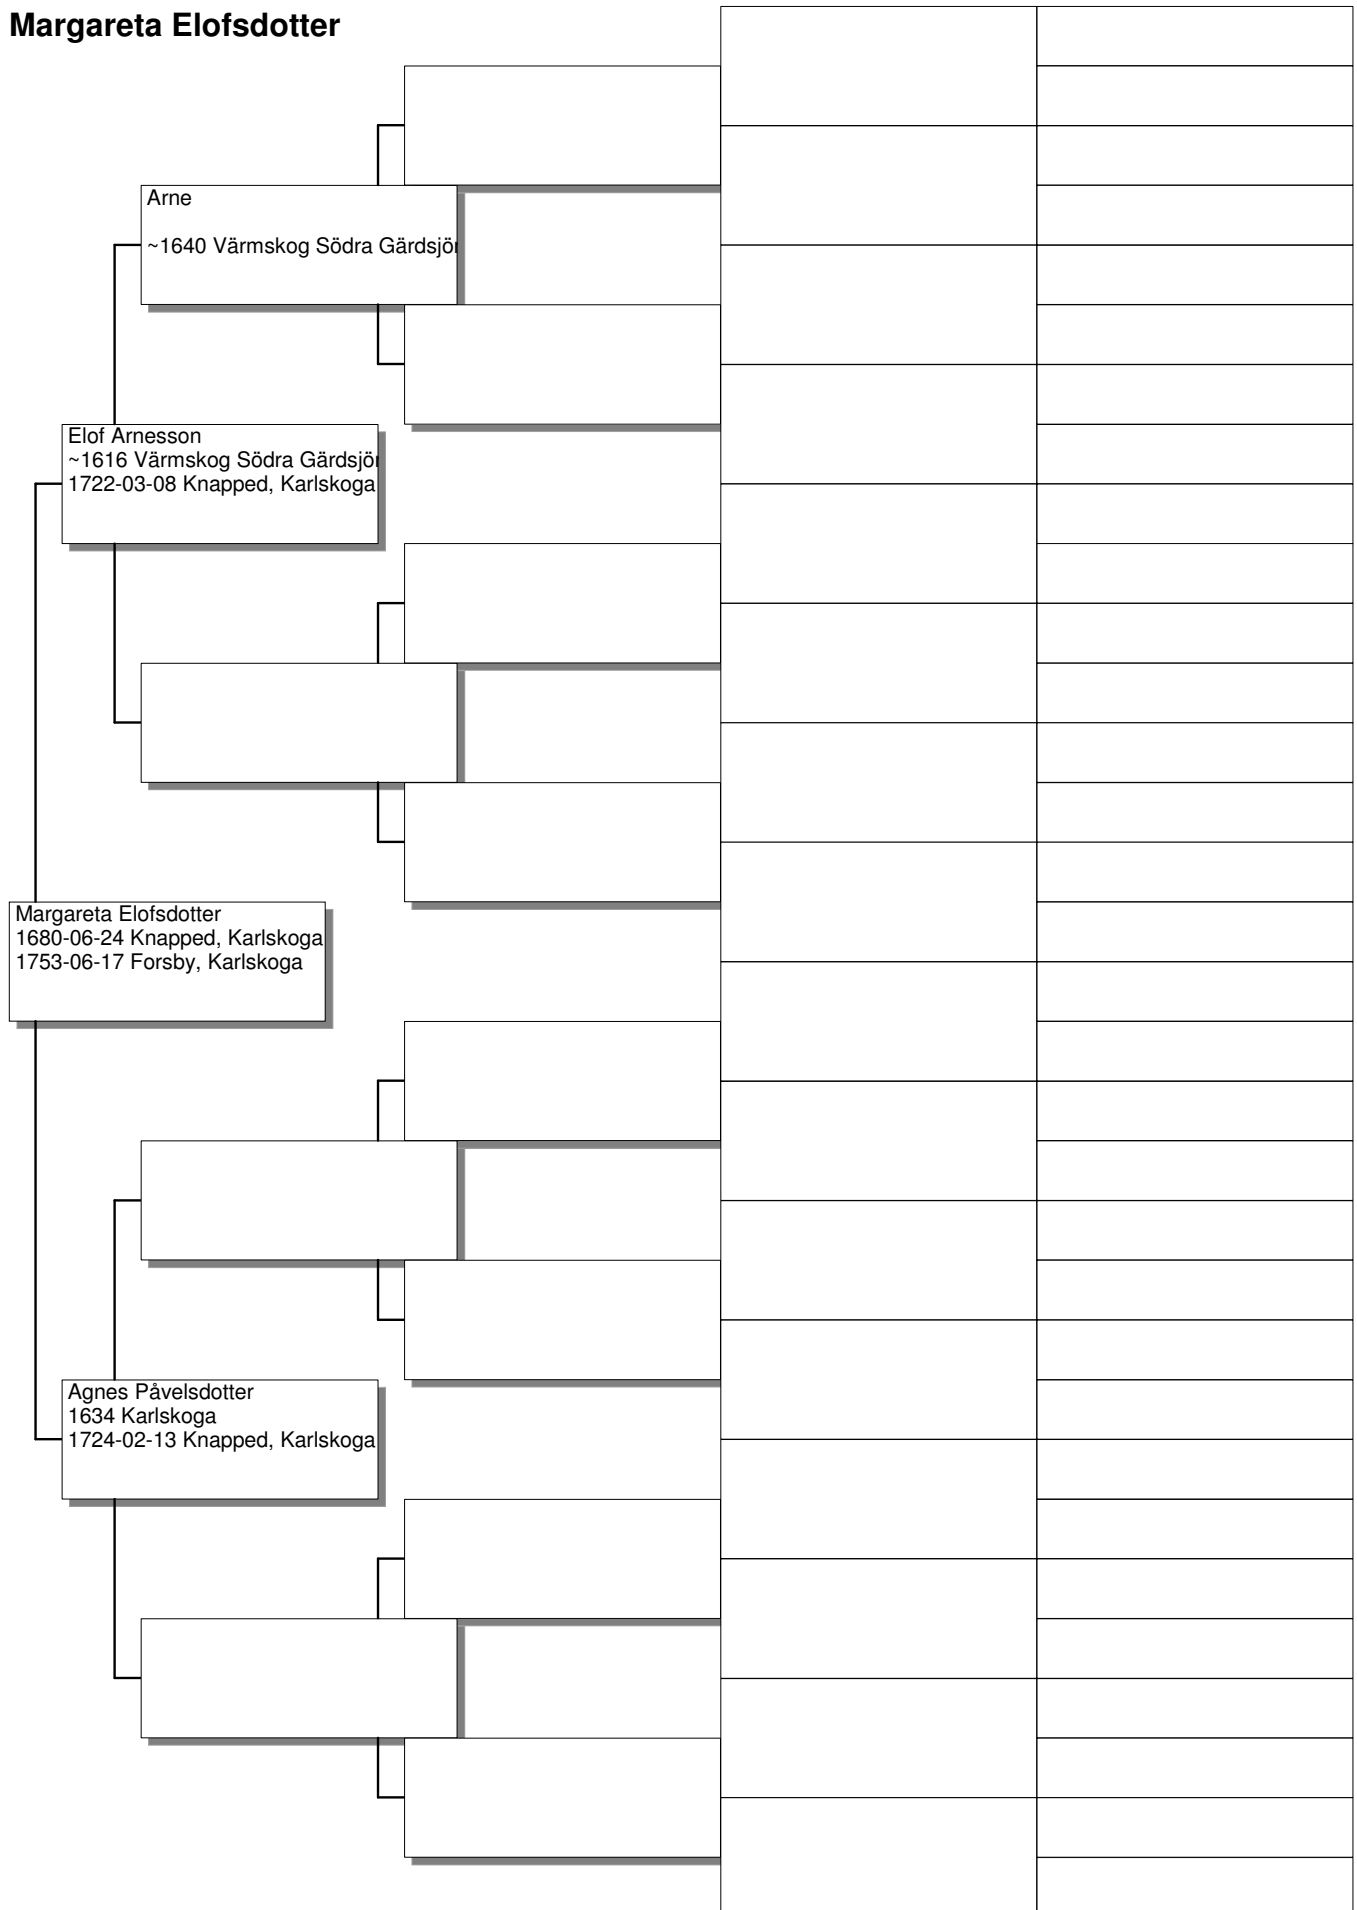 Margareta Elofsdotter
Arne
~1640 Värmskog Södra Gärdsjö
Elof Arnesson
~1616 Värmskog Södra Gärdsjö
1722-03-08 Knapped, Karlskoga
Margareta Elofsdotter
1680-06-24 Knapped, Karlskoga
1753-06-17 Forsby, Karlskoga
Agnes Påvelsdotter
1634 Karlskoga
1724-02-13 Knapped, Karlskoga